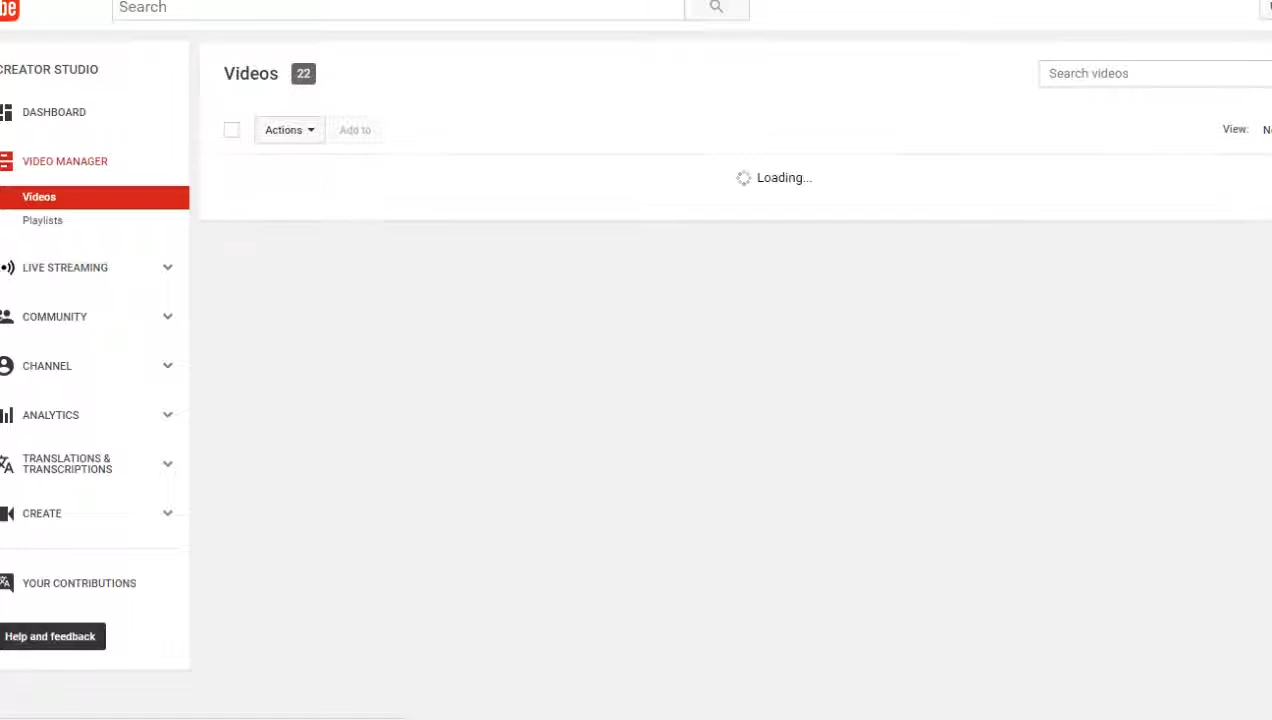 be
Search
CREATOR STUDIO
Videos 22
Search videos
DASHBOARD
Actions Add to
View:
VIDEO MANAGER
Loading...
Videos
Playlists
LIVE STREAMING
COMMUNITY
CHANNEL
ANALYTICS
TRANSLATIONS &
TRANSCRIPTIONS
CREATE
YOUR CONTRIBUTIONS
Help and feedback